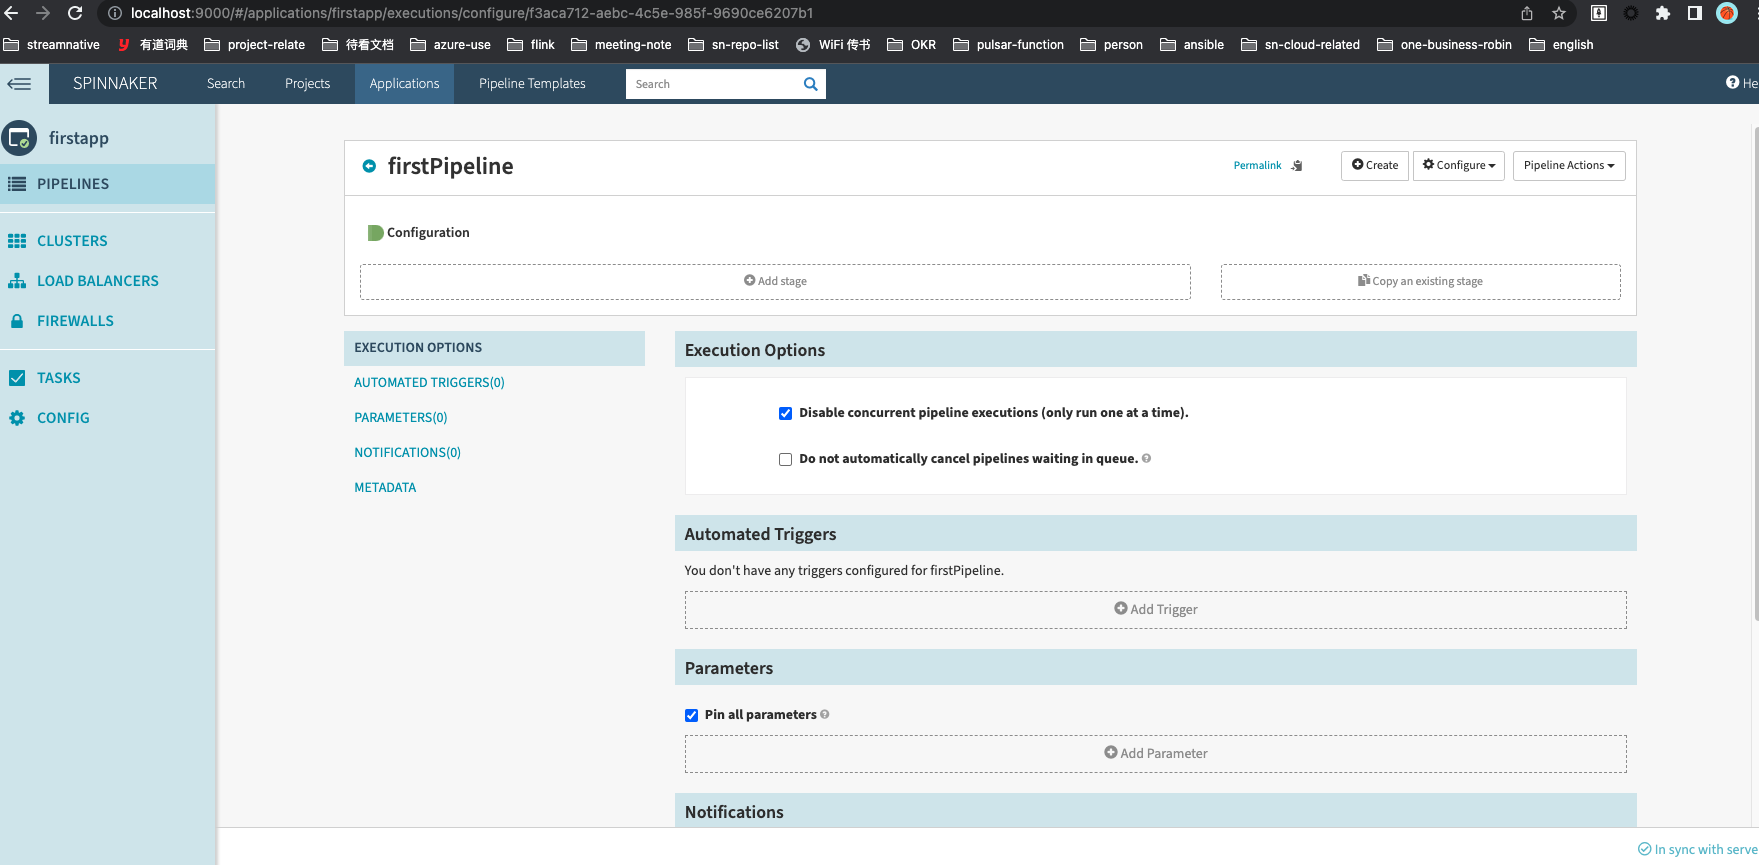 localhost:9000/#/applications/firstapp/executions/configure/f3aca712-aebc-4c5e-985f-9690ce6207b1
streamnative 有道词典 project-relate 待看文档 azure-use flink meeting-note sn-repo-list WiFi 传书 OKR pulsar-function person ansible sn-cloud-related one-business-robin english
SPINNAKER Search Projects Applications Pipeline Templates Search He
firstapp
PIPELINES
CLUSTERS
LOAD BALANCERS
FIREWALLS
TASKS
CONFIG
firstPipeline Permalink Create Configure Pipeline Actions
Configuration
Add stage Copy an existing stage
EXECUTION OPTIONS
AUTOMATED TRIGGERS(0)
PARAMETERS(0)
NOTIFICATIONS(0)
METADATA
Execution Options
Disable concurrent pipeline executions (only run one at a time).
Do not automatically cancel pipelines waiting in queue.
Automated Triggers
You don't have any triggers configured for firstPipeline.
Add Trigger
Parameters
Pin all parameters
Add Parameter
Notifications
In sync with serve